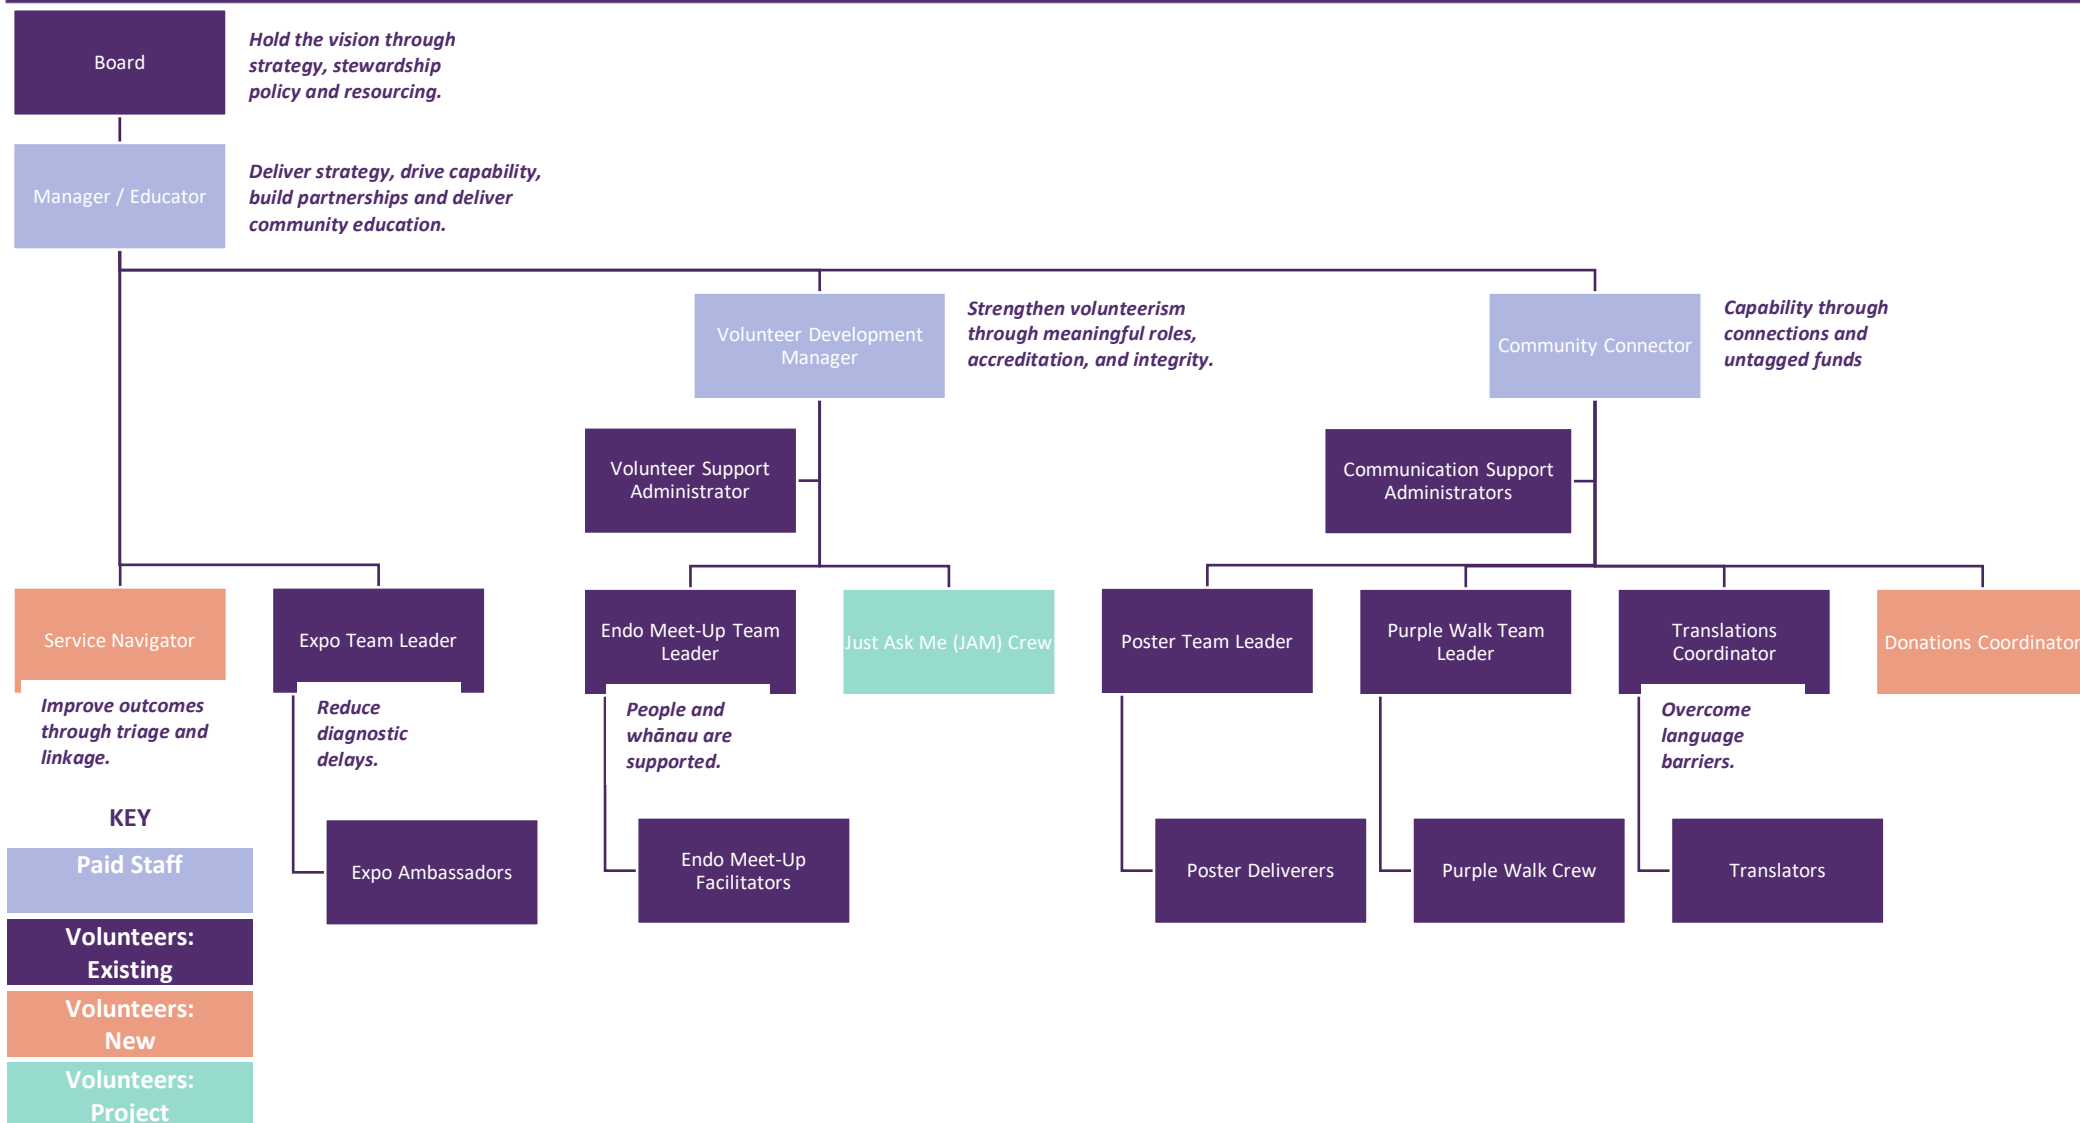 Board
Hold the vision through
strategy, stewardship
policy and resourcing.
Manager / Educator
Deliver strategy, drive capability,
build partnerships and deliver
community education.
Volunteer Development
Manager
Strengthen volunteerism
through meaningful roles,
accreditation, and integrity.
Community Connector
Capability through
connections and
untagged funds
Volunteer Support
Administrator
Communication Support
Administrators
Service Navigator
Expo Team Leader
Endo Meet-Up Team
Leader
Just Ask Me (JAM) Crew
Poster Team Leader
Purple Walk Team
Leader
Translations
Coordinator
Donations Coordinator
Improve outcomes
through triage and
linkage.
Reduce
diagnostic
delays.
People and
whānau are
supported.
Overcome
language
barriers.
Expo Ambassadors
Endo Meet-Up
Facilitators
Poster Deliverers
Purple Walk Crew
Translators
KEY
Paid Staff
Volunteers:
Existing
Volunteers:
New
Volunteers:
Project